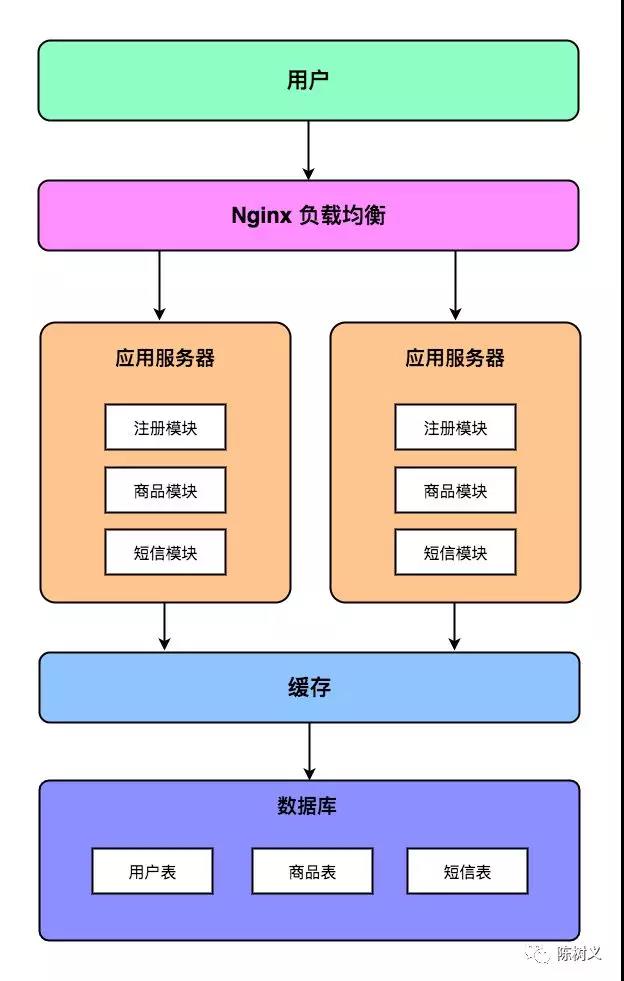 用户
Nginx 负载均衡
应用服务器
注册模块
商品模块
短信模块
应用服务器
注册模块
商品模块
短信模块
缓存
数据库
用户表
商品表
短信表
陈树义